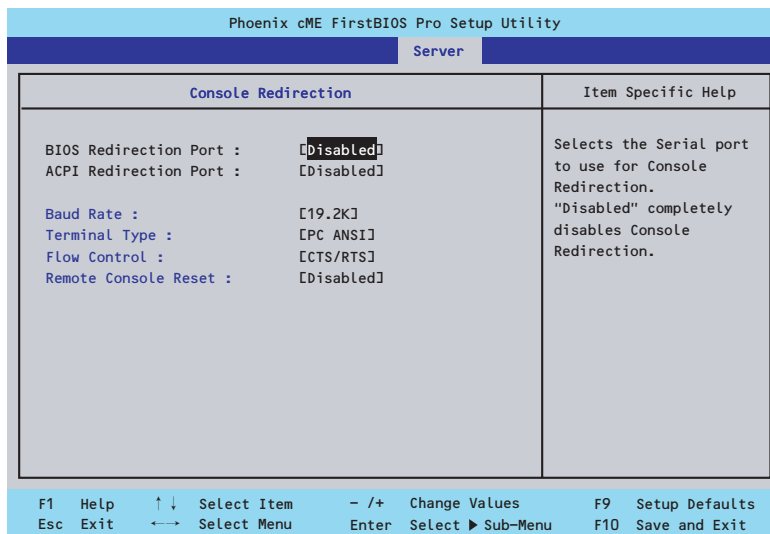 Phoenix cME FirstBIOS Pro Setup Utility
Server
Console Redirection
Item Specific Help
BIOS Redirection Port : [Disabled]
ACPI Redirection Port : [Disabled]
Baud Rate : [19.2K]
Terminal Type : [PC ANSI]
Flow Control : [CTS/RTS]
Remote Console Reset : [Disabled]
Selects the Serial port
to use for Console
Redirection.
"Disabled" completely
disables Console
Redirection.
F1 Help ↑↓ Select Item - /+ Change Values F9 Setup Defaults
Esc Exit ←→ Select Menu Enter Select ▶ Sub-Menu F10 Save and Exit